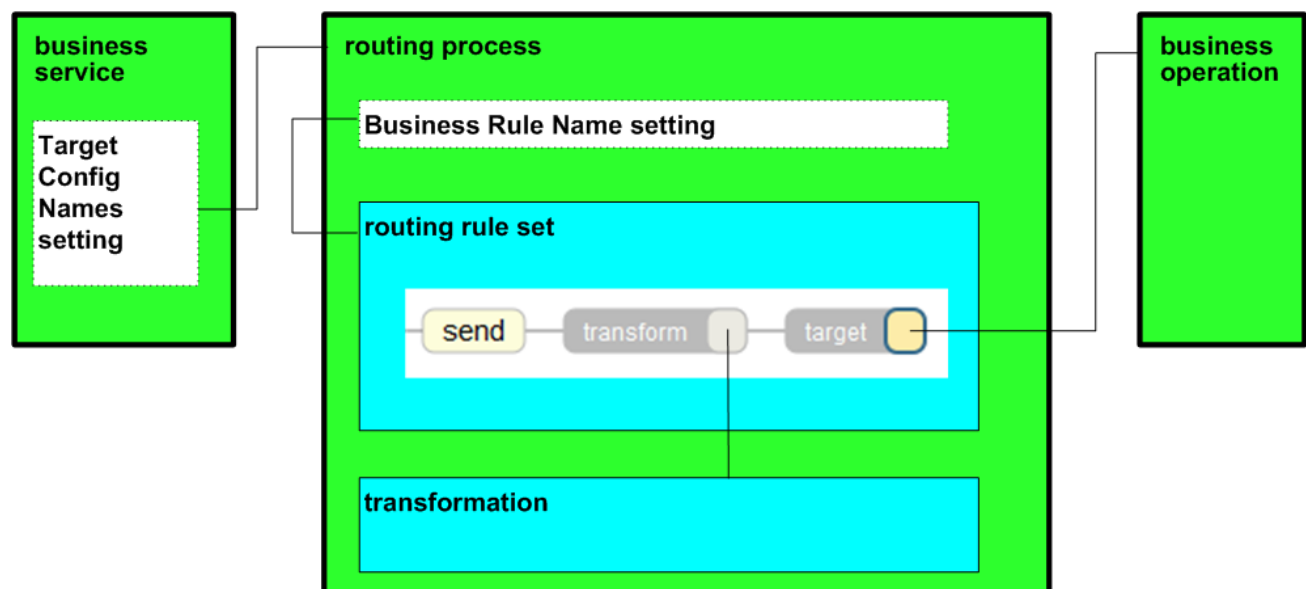 business
service
Target
Config
Names
setting
routing process
Business Rule Name setting
routing rule set
send transform target
transformation
business
operation